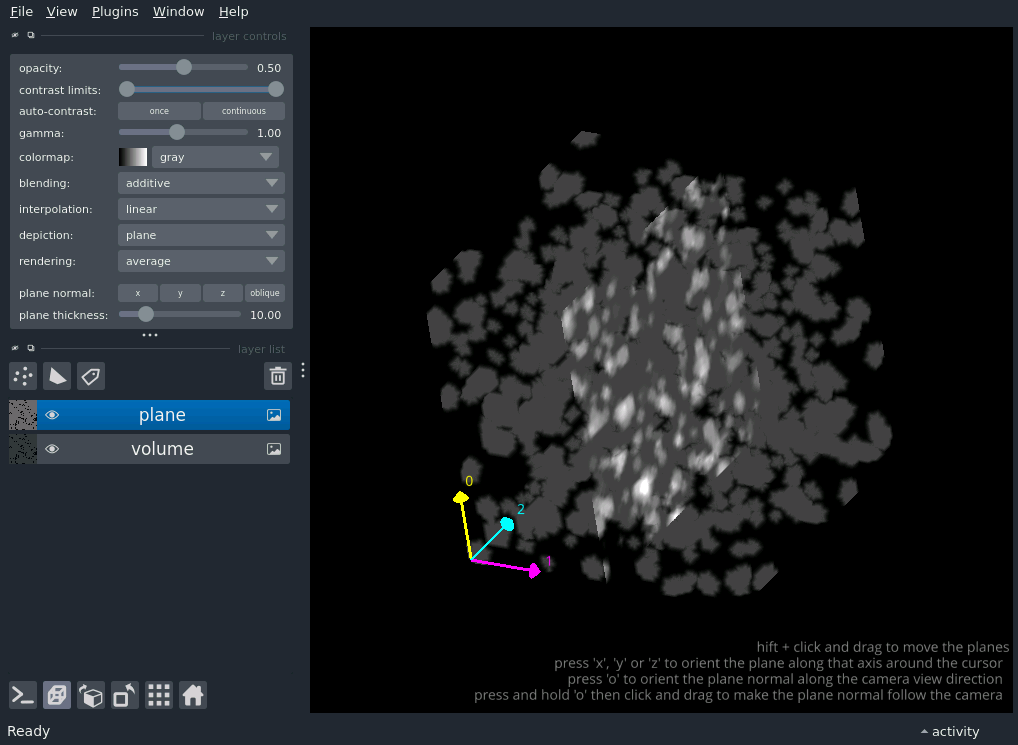 File View Plugins Window Help
layer controls
opacity: 0.50
contrast limits:
auto-contrast: once continuous
gamma: 1.00
colormap: gray
blending: additive
interpolation: linear
depiction: plane
rendering: average
plane normal: x y z oblique
plane thickness: 10.00
layer list
plane
volume
0
2
1
hift + click and drag to move the planes
press 'x', 'y' or 'z' to orient the plane along that axis around the cursor
press 'o' to orient the plane normal along the camera view direction
press and hold 'o' then click and drag to make the plane normal follow the camera
Ready activity